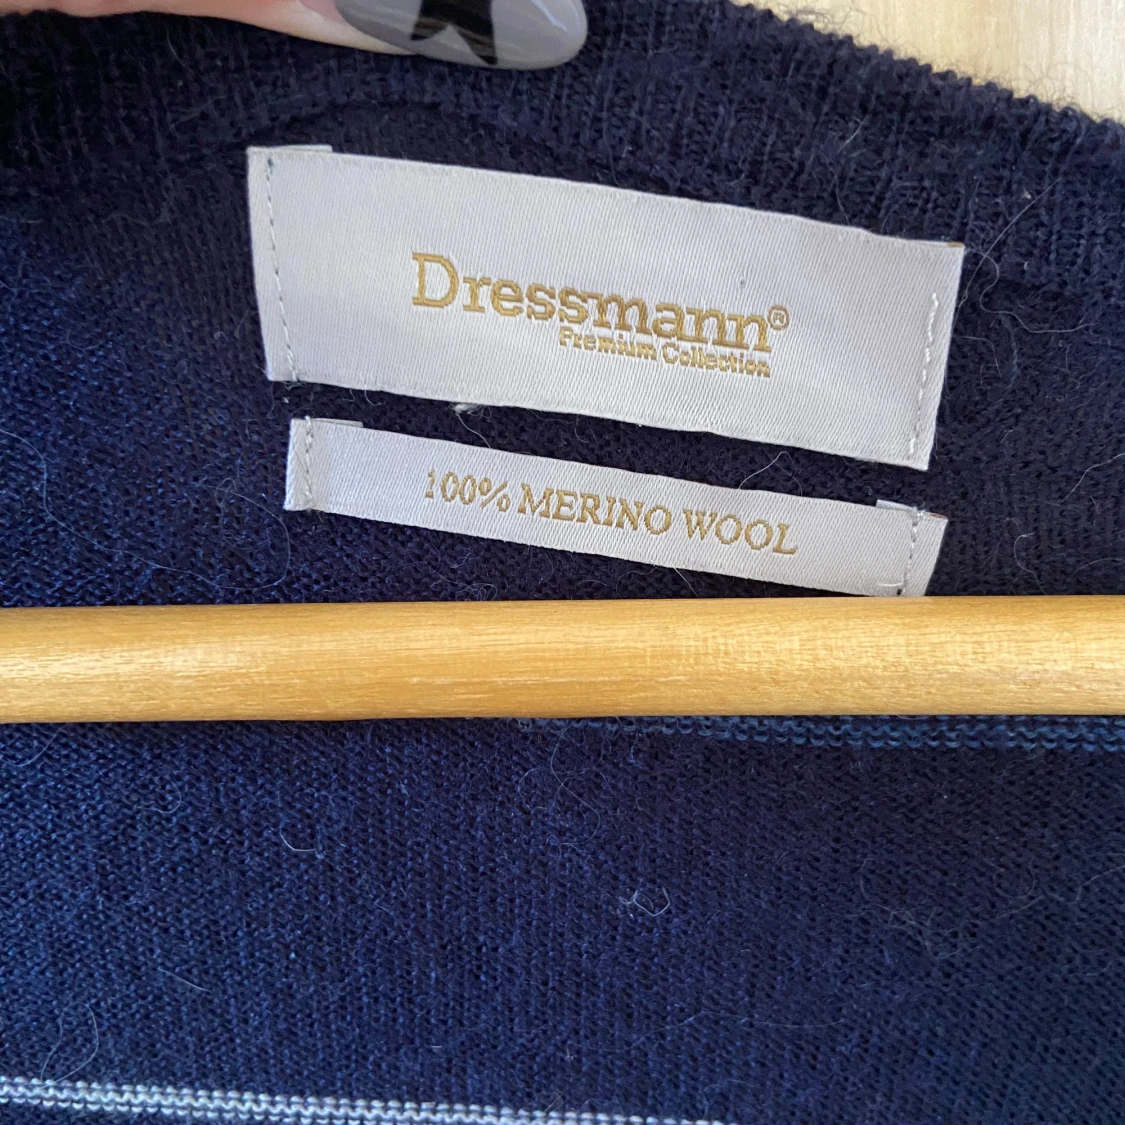 Dressmann®
Premium Collection
100% MERINO WOOL